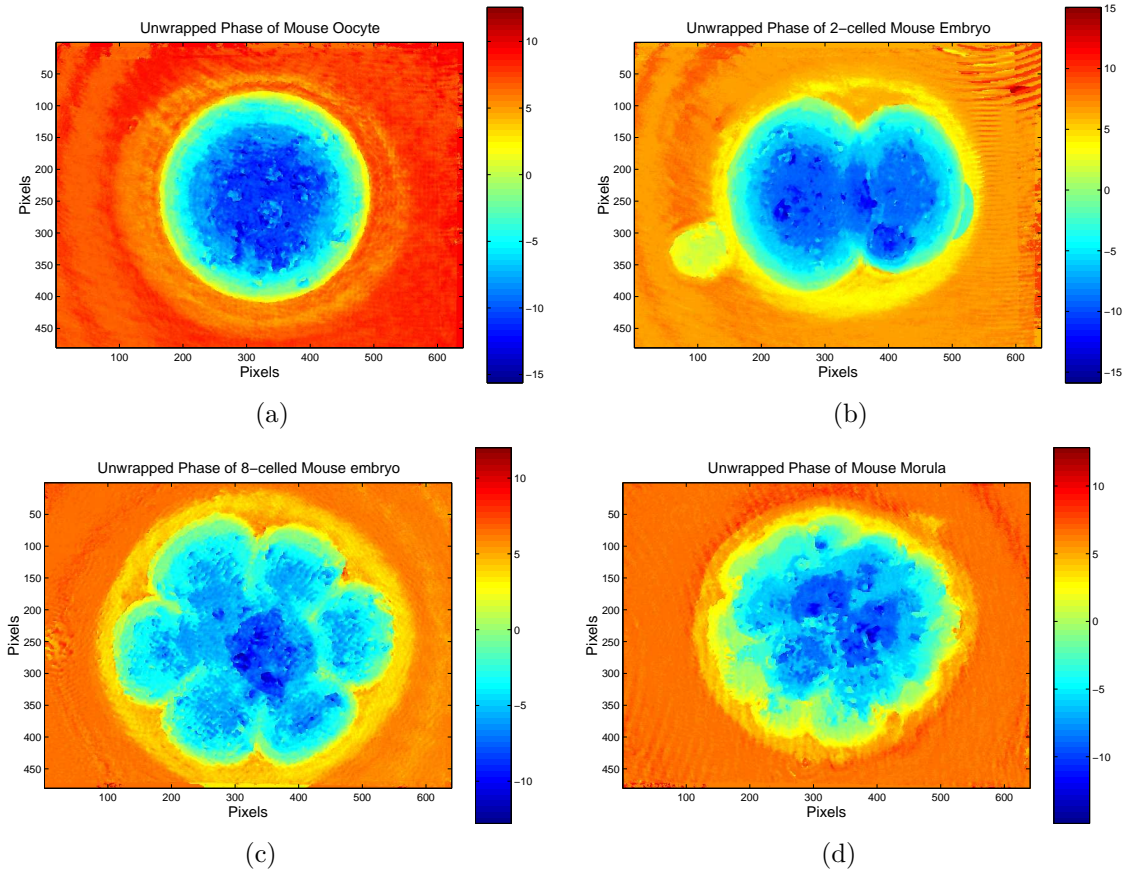 Unwrapped Phase of Mouse Oocyte
50
100
150
200
250
300
350
400
450
Pixels
100 200 300 400 500 600
Pixels
10
5
0
−5
−10
−15
(a)
Unwrapped Phase of 2−celled Mouse Embryo
50
100
150
200
250
300
350
400
450
Pixels
100 200 300 400 500 600
Pixels
15
10
5
0
−5
−10
−15
(b)
Unwrapped Phase of 8−celled Mouse embryo
50
100
150
200
250
300
350
400
450
Pixels
100 200 300 400 500 600
Pixels
10
5
0
−5
−10
(c)
Unwrapped Phase of Mouse Morula
50
100
150
200
250
300
350
400
450
Pixels
100 200 300 400 500 600
Pixels
10
5
0
−5
−10
(d)